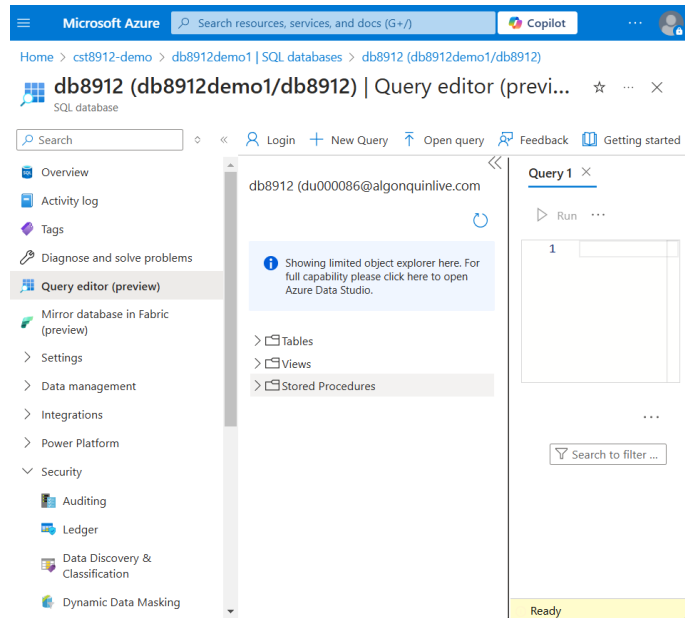 Microsoft Azure
Search resources, services, and docs (G+/)
Copilot
...
Home > cst8912-demo > db8912demo1 | SQL databases > db8912 (db8912demo1/db8912)
db8912 (db8912demo1/db8912) | Query editor (previ...
...
SQL database
Search
Login
New Query
Open query
Feedback
Getting started
Overview
Activity log
Tags
Diagnose and solve problems
Query editor (preview)
Mirror database in Fabric
(preview)
Settings
Data management
Integrations
Power Platform
Security
Auditing
Ledger
Data Discovery &
Classification
Dynamic Data Masking
db8912 (du000086@algonquinlive.com
Showing limited object explorer here. For
full capability please click here to open
Azure Data Studio.
Tables
Views
Stored Procedures
Query 1
Run
...
1
...
Search to filter ...
Ready